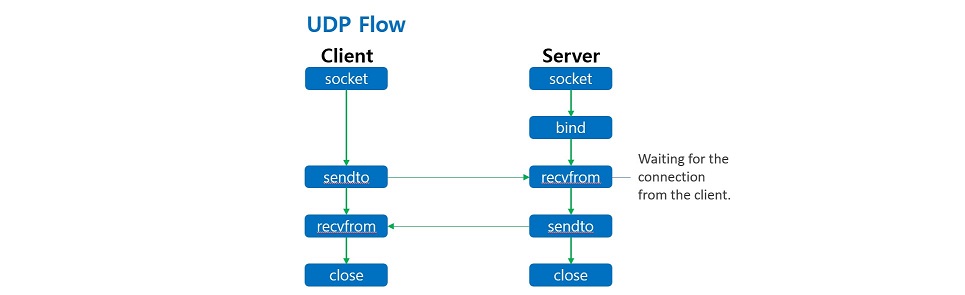 UDP Flow
Client
Server
socket
socket
bind
sendto
recvfrom
Waiting for the
connection
from the client.
recvfrom
sendto
close
close